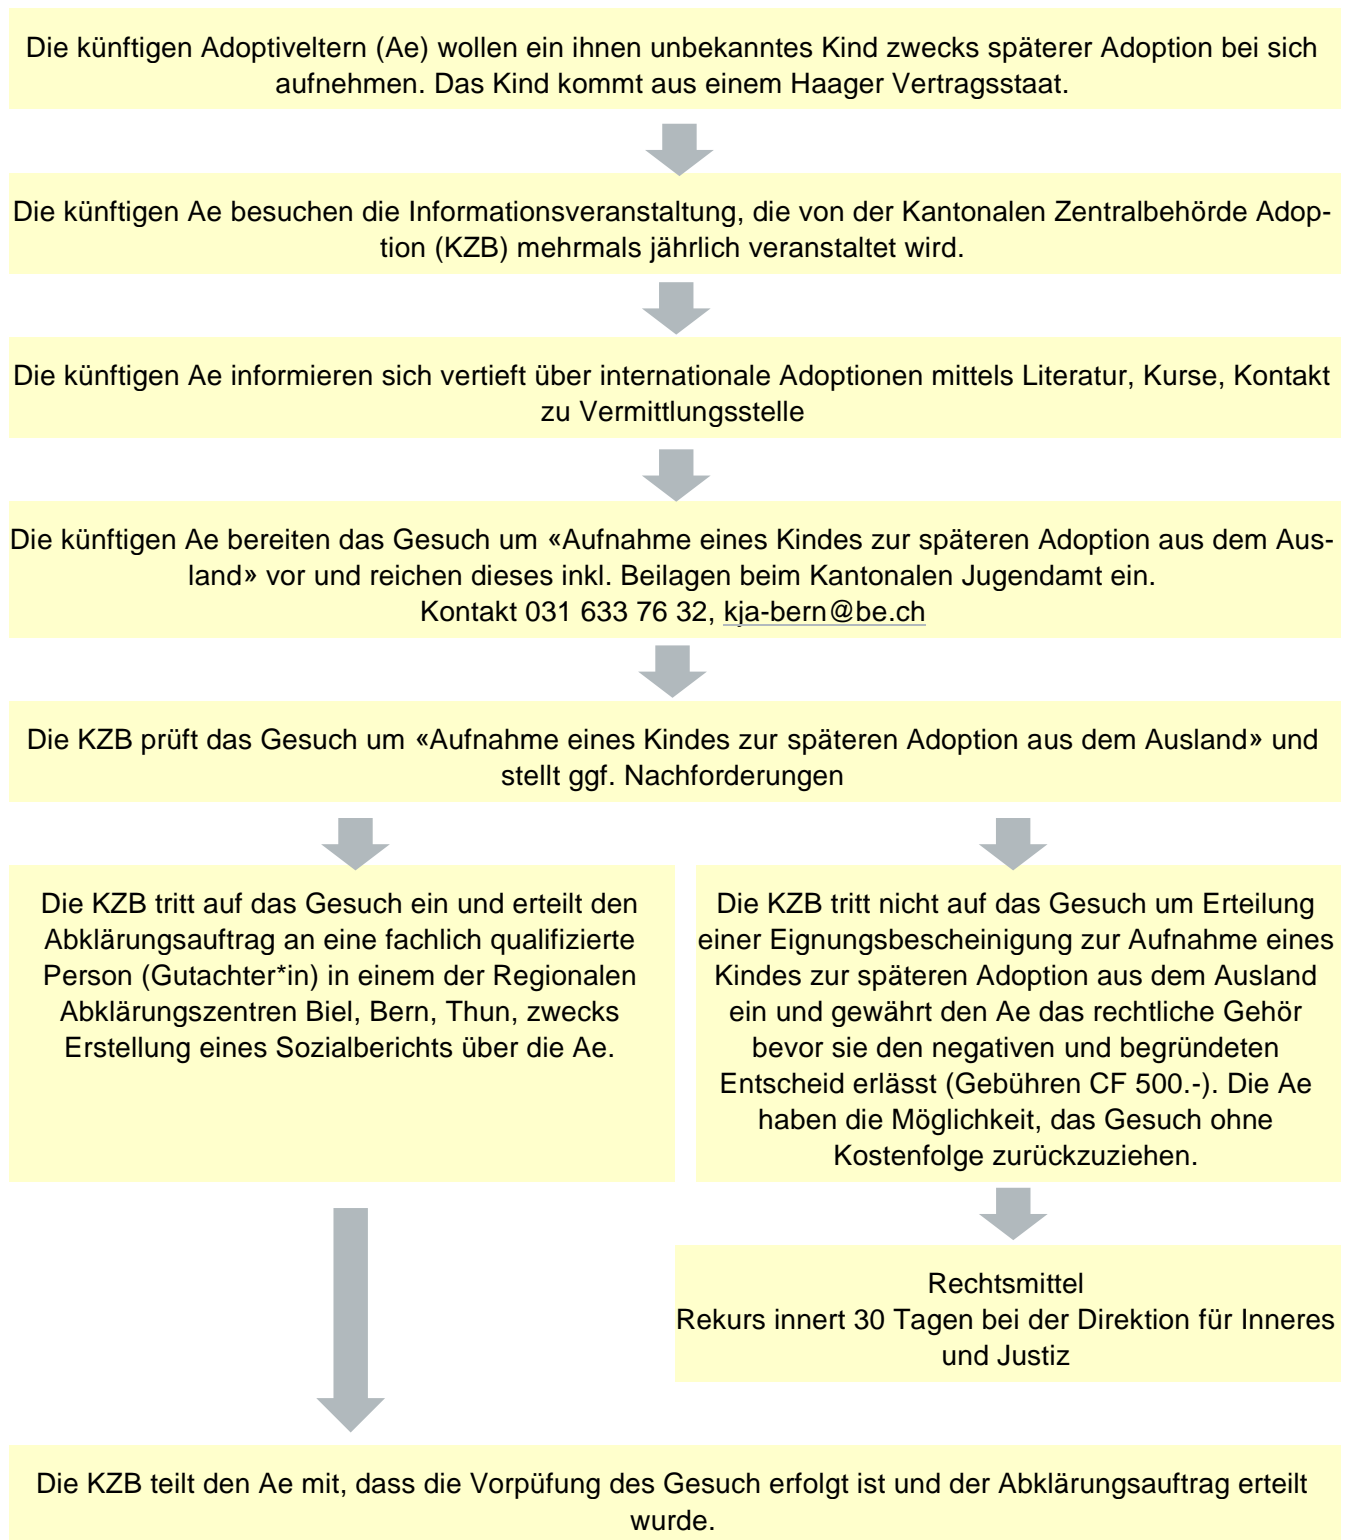 Die künftigen Adoptiveltern (Ae) wollen ein ihnen unbekanntes Kind zwecks späterer Adoption bei sich
aufnehmen. Das Kind kommt aus einem Haager Vertragsstaat.
Die künftigen Ae besuchen die Informationsveranstaltung, die von der Kantonalen Zentralbehörde Adop-
tion (KZB) mehrmals jährlich veranstaltet wird.
Die künftigen Ae informieren sich vertieft über internationale Adoptionen mittels Literatur, Kurse, Kontakt
zu Vermittlungsstelle
Die künftigen Ae bereiten das Gesuch um «Aufnahme eines Kindes zur späteren Adoption aus dem Aus-
land» vor und reichen dieses inkl. Beilagen beim Kantonalen Jugendamt ein.
Kontakt 031 633 76 32, kja-bern@be.ch
Die KZB prüft das Gesuch um «Aufnahme eines Kindes zur späteren Adoption aus dem Ausland» und
stellt ggf. Nachforderungen
Die KZB tritt auf das Gesuch ein und erteilt den
Abklärungsauftrag an eine fachlich qualifizierte
Person (Gutachter*in) in einem der Regionalen
Abklärungszentren Biel, Bern, Thun, zwecks
Erstellung eines Sozialberichts über die Ae.
Die KZB tritt nicht auf das Gesuch um Erteilung
einer Eignungsbescheinigung zur Aufnahme eines
Kindes zur späteren Adoption aus dem Ausland
ein und gewährt den Ae das rechtliche Gehör
bevor sie den negativen und begründeten
Entscheid erlässt (Gebühren CF 500.-). Die Ae
haben die Möglichkeit, das Gesuch ohne
Kostenfolge zurückzuziehen.
Rechtsmittel
Rekurs innert 30 Tagen bei der Direktion für Inneres
und Justiz
Die KZB teilt den Ae mit, dass die Vorpüfung des Gesuch erfolgt ist und der Abklärungsauftrag erteilt
wurde.